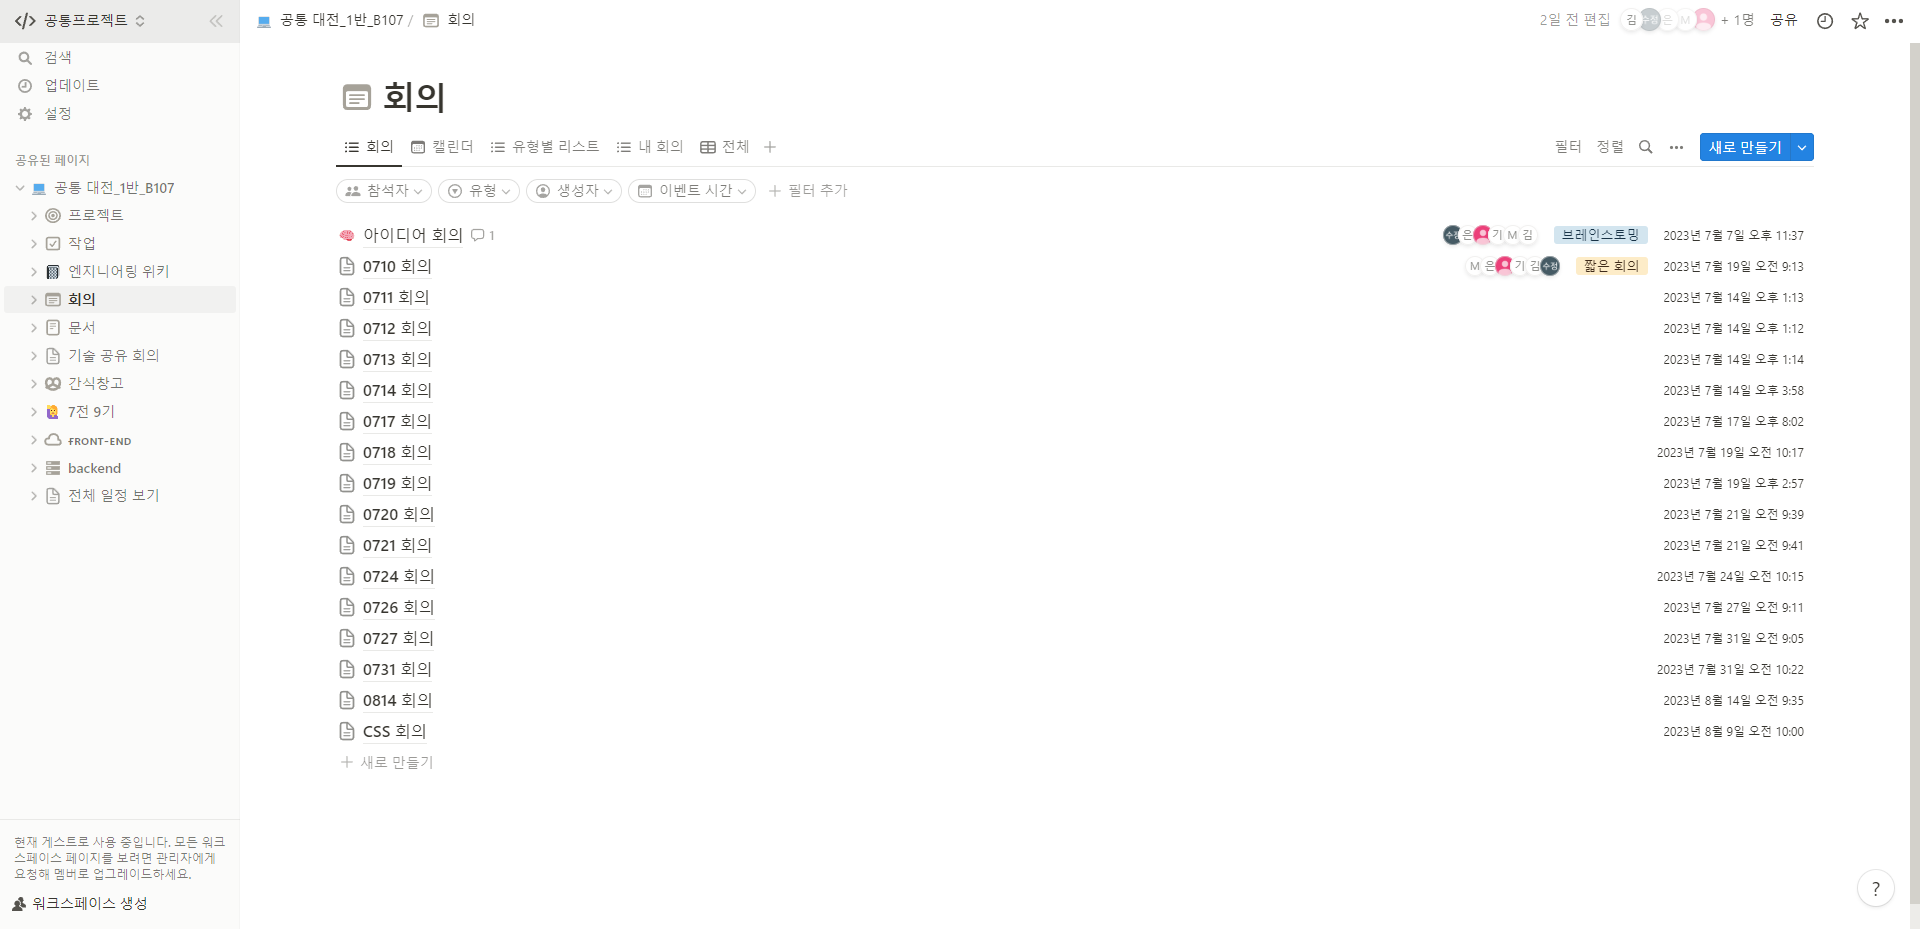 공통프로젝트
검색
업데이트
설정
공유된 페이지
공통 대전_1반_B107
프로젝트
작업
엔지니어링 위키
회의
문서
기술 공유 회의
간식창고
7전 9기
ꜰʀᴏɴᴛ-ᴇɴᴅ
backend
전체 일정 보기
현재 게스트로 사용 중입니다. 모든 워크
스페이스 페이지를 보려면 관리자에게
요청해 멤버로 업그레이드하세요.
워크스페이스 생성
공통 대전_1반_B107 / 회의
2일 전 편집 김 수정 은 M + 1명 공유
회의
회의 캘린더 유형별 리스트 내 회의 전체
필터 정렬 새로 만들기
참석자 유형 생성자 이벤트 시간 필터 추가
아이디어 회의 1 수정 은 기 M 김 브레인스토밍 2023년 7월 7일 오후 11:37
0710 회의 M 은 기 김 수정 짧은 회의 2023년 7월 19일 오전 9:13
0711 회의 2023년 7월 14일 오후 1:13
0712 회의 2023년 7월 14일 오후 1:12
0713 회의 2023년 7월 14일 오후 1:14
0714 회의 2023년 7월 14일 오후 3:58
0717 회의 2023년 7월 17일 오후 8:02
0718 회의 2023년 7월 19일 오전 10:17
0719 회의 2023년 7월 19일 오후 2:57
0720 회의 2023년 7월 21일 오전 9:39
0721 회의 2023년 7월 21일 오전 9:41
0724 회의 2023년 7월 24일 오전 10:15
0726 회의 2023년 7월 27일 오전 9:11
0727 회의 2023년 7월 31일 오전 9:05
0731 회의 2023년 7월 31일 오전 10:22
0814 회의 2023년 8월 14일 오전 9:35
CSS 회의 2023년 8월 9일 오전 10:00
새로 만들기
?